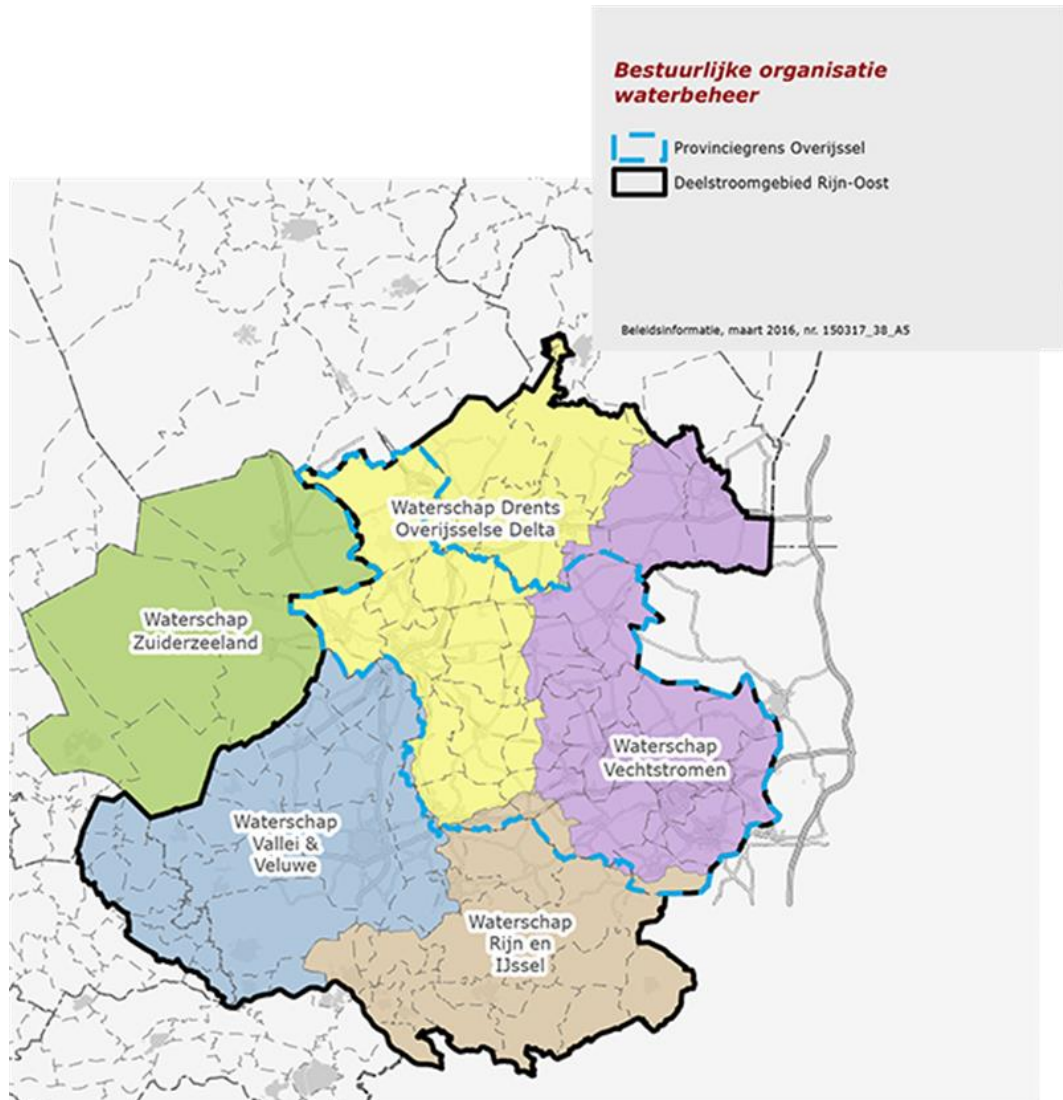 Bestuurlijke organisatie
waterbeheer
Provinciegrens Overijssel
Deelstroomgebied Rijn-Oost
Beleidsinformatie, maart 2016, nr. 150317_38_A5
Waterschap Drents
Overijsselse Delta
Waterschap
Zuiderzeeland
Waterschap
Vechtstromen
Waterschap
Vallei &
Veluwe
Waterschap
Rijn en
IJssel